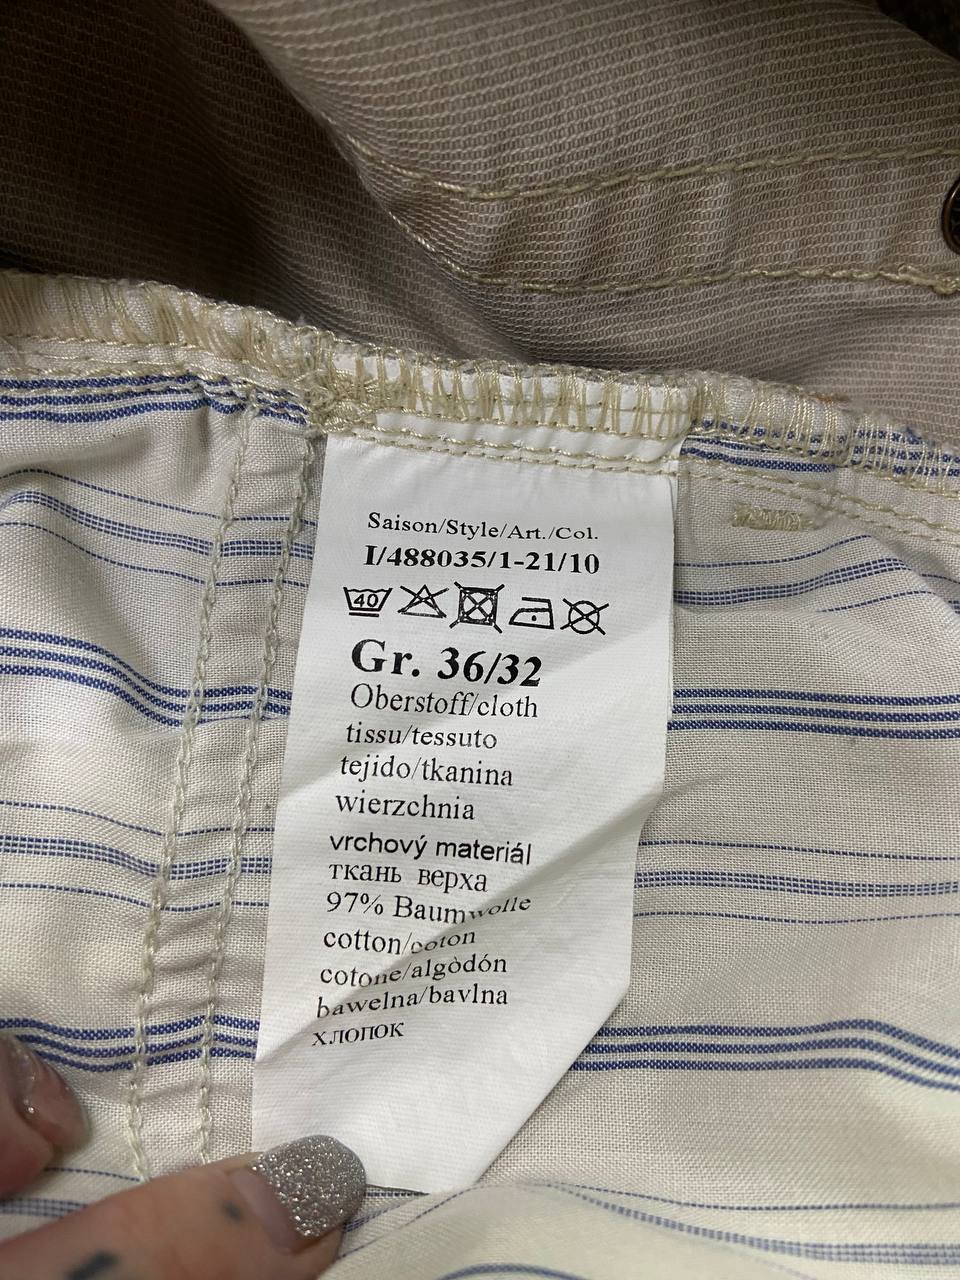 Saison/Style/Art./Col.
I/488035/1-21/10
40
Gr. 36/32
Oberstoff/cloth
tissu/tessuto
tejido/tkanina
wierzchnia
vrchový materiál
ткань верха
97% Baumwolle
cotton/coton
cotone/algòdón
bawelna/bavlna
хлопок